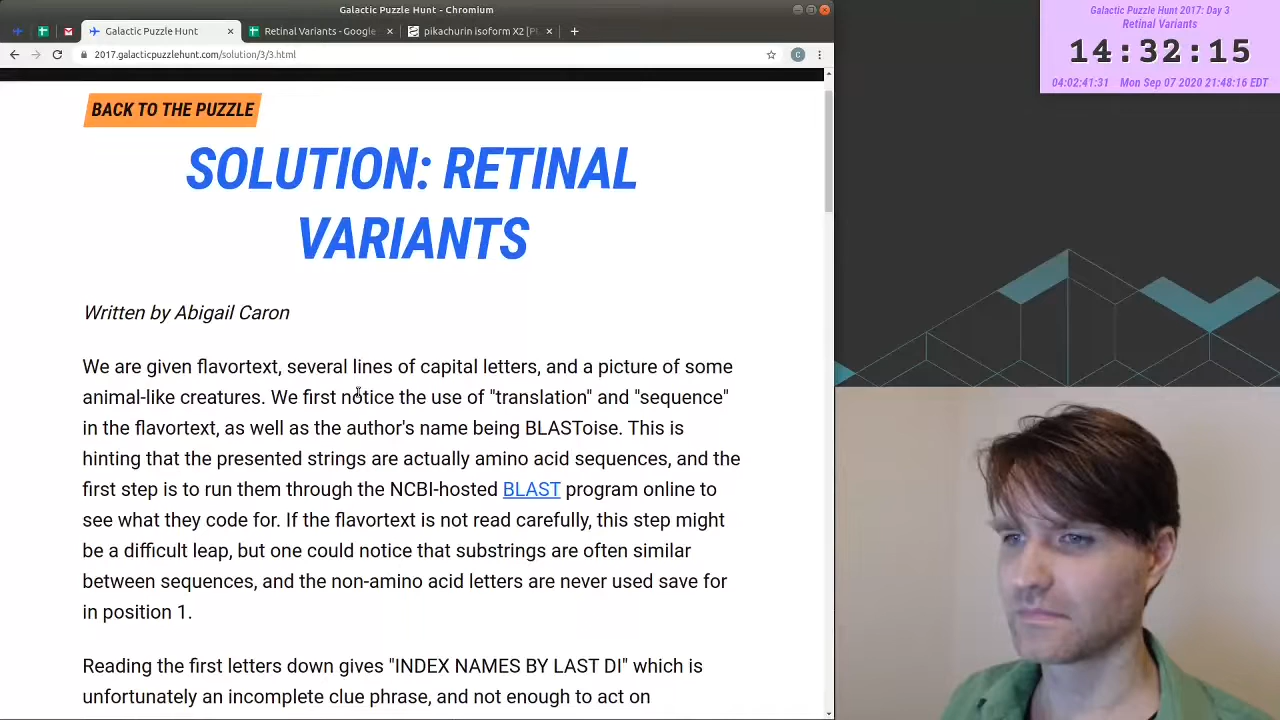 Galactic Puzzle Hunt - Chromium
Galactic Puzzle Hunt
Retinal Variants - Google
pikachurin isoform X2 [P
2017.galacticpuzzlehunt.com/solution/3/3.html
C
BACK TO THE PUZZLE
SOLUTION: RETINAL
VARIANTS
Written by Abigail Caron
We are given flavortext, several lines of capital letters, and a picture of some
animal-like creatures. We first notice the use of "translation" and "sequence"
in the flavortext, as well as the author's name being BLASToise. This is
hinting that the presented strings are actually amino acid sequences, and the
first step is to run them through the NCBI-hosted BLAST program online to
see what they code for. If the flavortext is not read carefully, this step might
be a difficult leap, but one could notice that substrings are often similar
between sequences, and the non-amino acid letters are never used save for
in position 1.
Reading the first letters down gives "INDEX NAMES BY LAST DI" which is
unfortunately an incomplete clue phrase, and not enough to act on
Galactic Puzzle Hunt 2017: Day 3
Retinal Variants
14:32:15
04:02:41:31 Mon Sep 07 2020 21:48:16 EDT